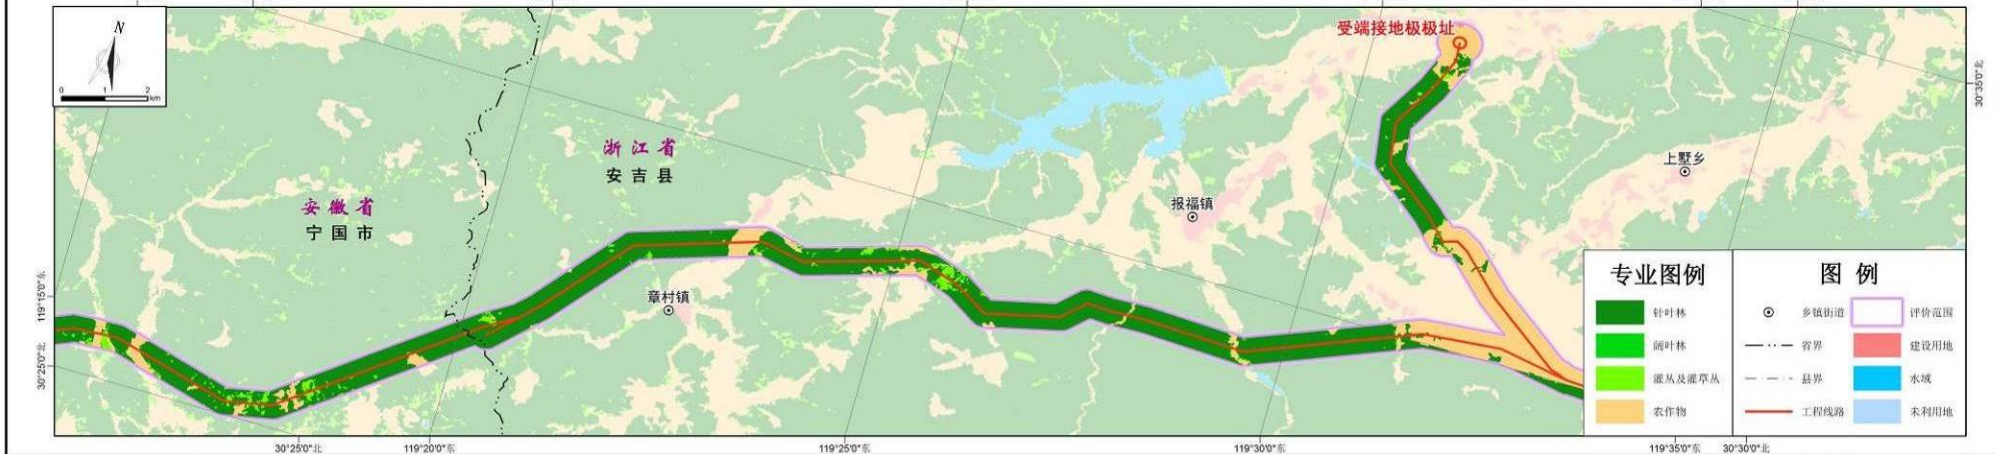 N
0 1 2
km
受端接地极极址
浙江省
安吉县
安徽省
宁国市
上墅乡
报福镇
章村镇
30°35'0"北
119°15'0"东
30°25'0"北
专业图例
针叶林
阔叶林
灌丛及灌草丛
农作物
图 例
乡镇街道
评价范围
省界
建设用地
县界
水域
工程线路
未利用地
30°25'0"北
119°20'0"东
119°25'0"东
119°30'0"东
119°35'0"东
30°30'0"北